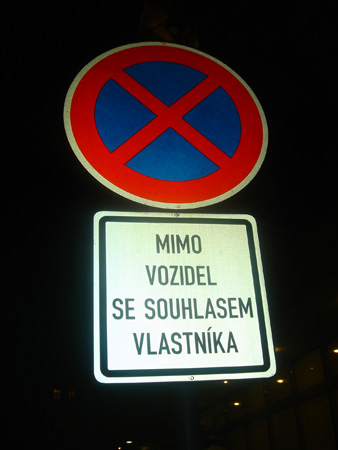 MIMO
VOZIDEL
SE SOUHLASEM
VLASTNÍKA